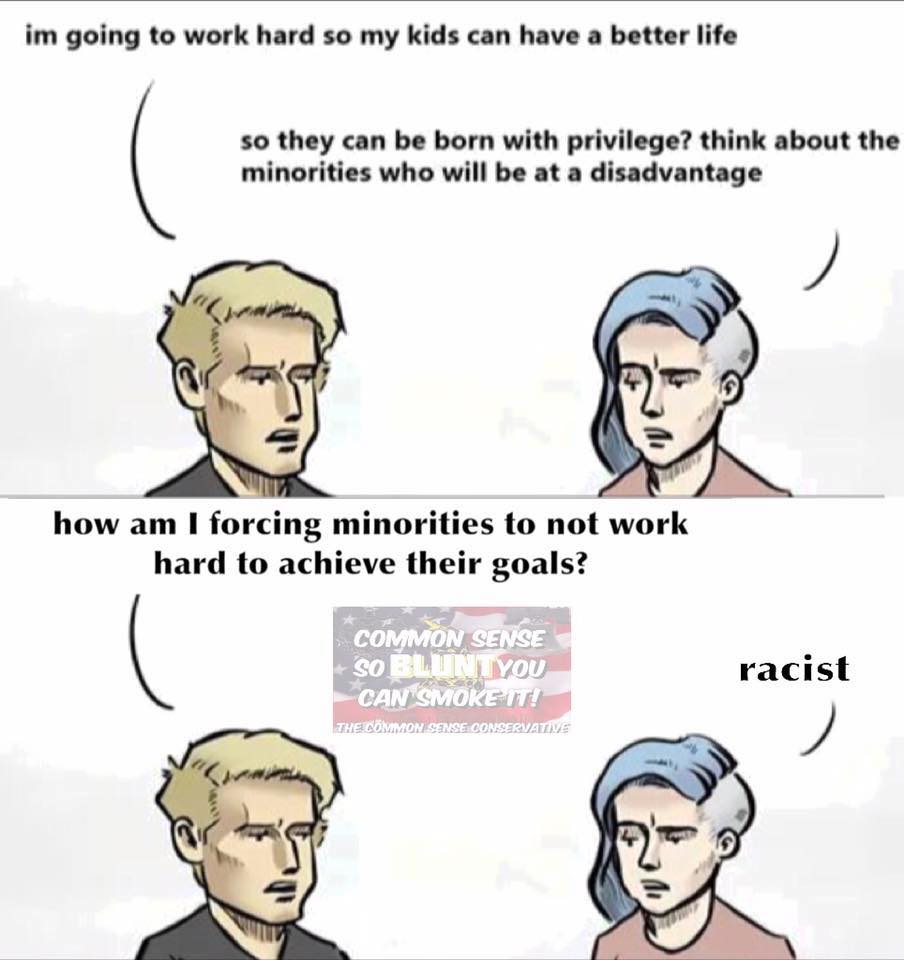 im going to work hard so my kids can have a better life
so they can be born with privilege? think about the
minorities who will be at a disadvantage
how am I forcing minorities to not work
hard to achieve their goals?
COMMON SENSE
SO BLUNT YOU
CAN SMOKE IT!
THE COMMON SENSE CONSERVATIVE
racist